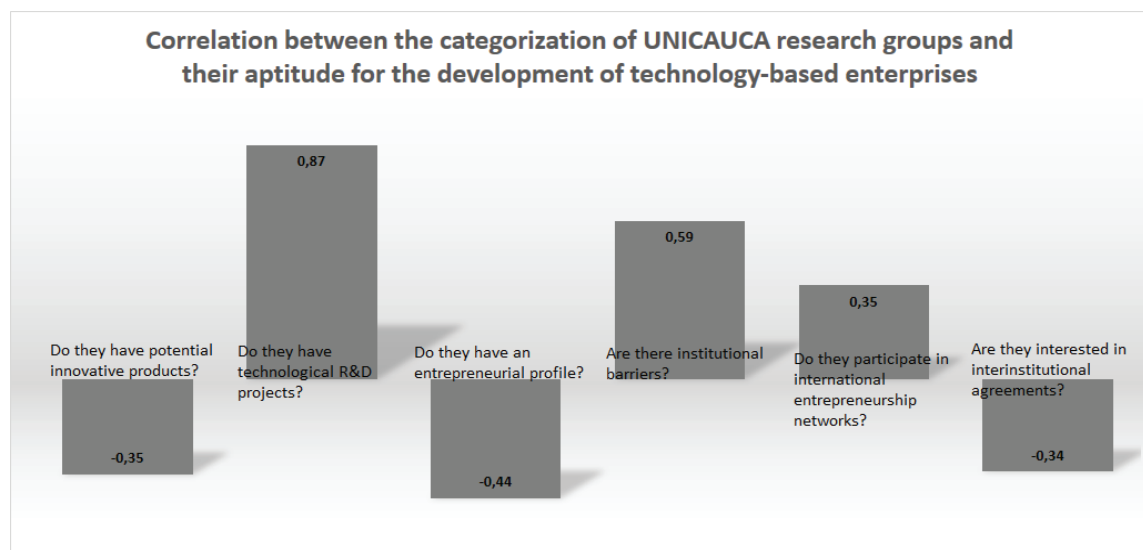 Correlation between the categorization of UNICAUCA research groups and
their aptitude for the development of technology-based enterprises
0,87
0,59
0,35
Do they have potential
innovative products?
Do they have
technological R&D
projects?
Do they have an
entrepreneurial profile?
Are there institutional
barriers?
Do they participate in
international
entrepreneurship
networks?
Are they interested in
interinstitutional
agreements?
-0,35
-0,44
-0,34